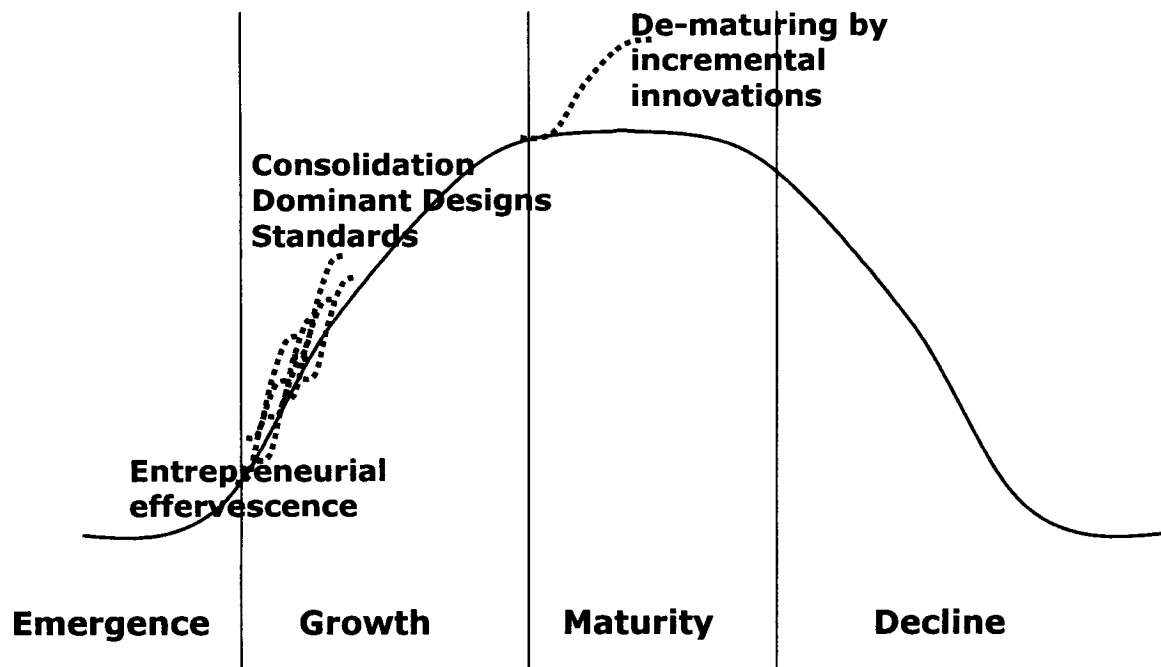 De-maturing by
incremental
innovations
Consolidation
Dominant Designs
Standards
Entrepreneurial
effervescence
Emergence
Growth
Maturity
Decline